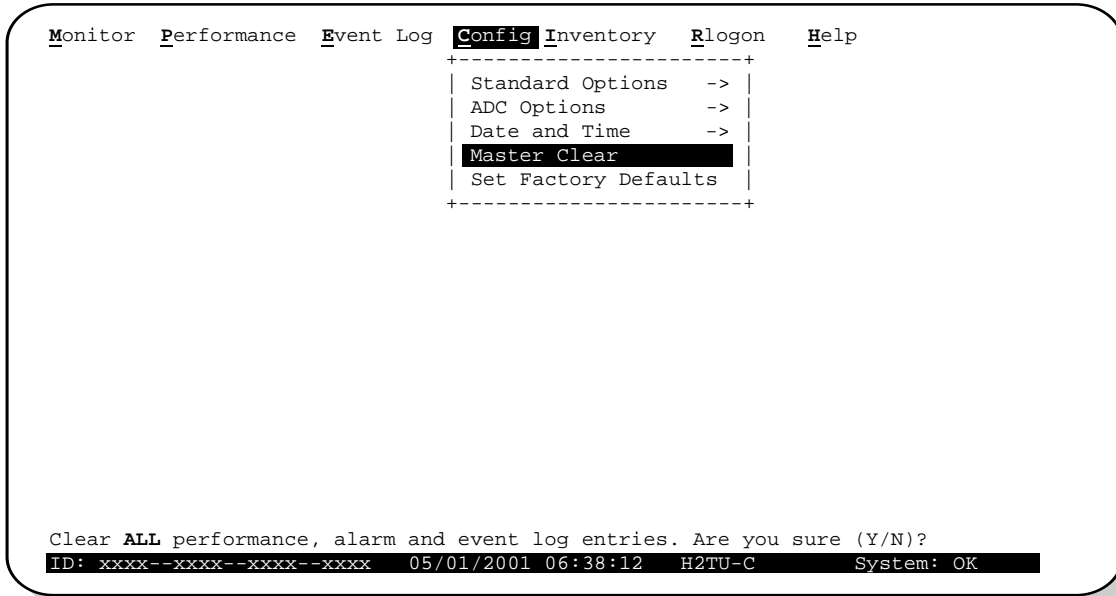 Monitor Performance Event Log Config Inventory Rlogon Help
+-----------------------+
| Standard Options -> |
| ADC Options -> |
| Date and Time -> |
| Master Clear |
| Set Factory Defaults |
+-----------------------+
Clear ALL performance, alarm and event log entries. Are you sure (Y/N)?
ID: xxxx--xxxx--xxxx--xxxx 05/01/2001 06:38:12 H2TU-C System: OK